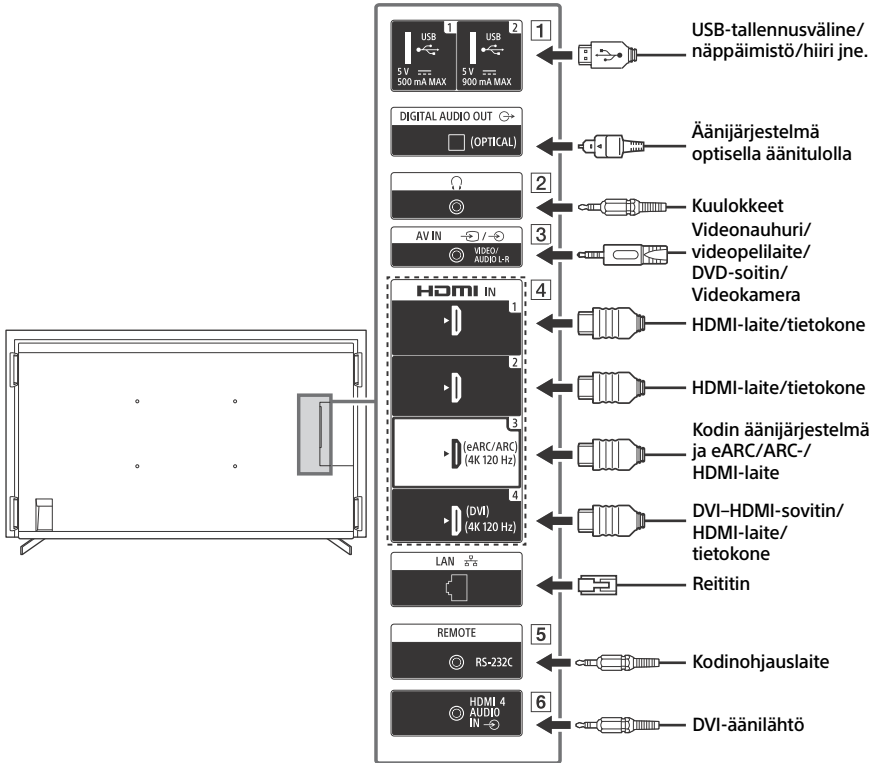 1
USB
5 V
500 mA MAX
2
USB
5 V
900 mA MAX
1
USB-tallennusväline/
näppäimistö/hiiri jne.
DIGITAL AUDIO OUT
(OPTICAL)
Äänijärjestelmä
optisella äänitulolla
2
Kuulokkeet
AV IN /
VIDEO/
AUDIO L-R
3
Videonauhuri/
videopelilaite/
DVD-soitin/
Videokamera
HDMI IN
4
1
HDMI-laite/tietokone
2
HDMI-laite/tietokone
3
(eARC/ARC)
(4K 120 Hz)
Kodin äänijärjestelmä
ja eARC/ARC-/
HDMI-laite
4
(DVI)
(4K 120 Hz)
DVI–HDMI-sovitin/
HDMI-laite/
tietokone
LAN
Reititin
REMOTE
5
RS-232C
Kodinohjauslaite
HDMI 4
AUDIO
IN
6
DVI-äänilähtö